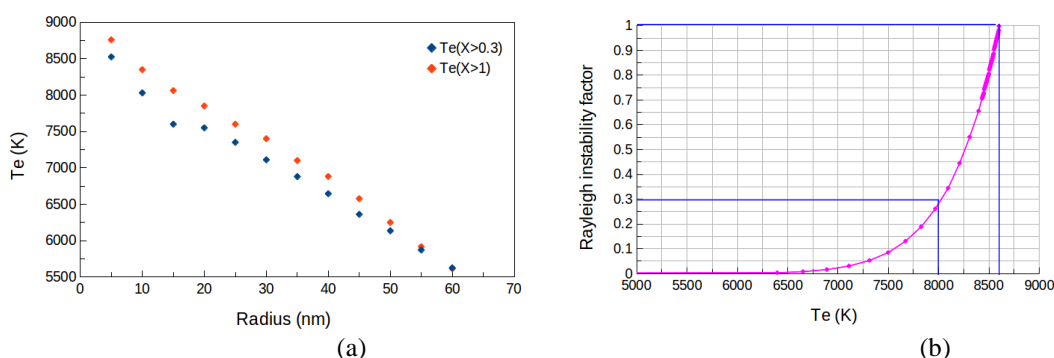 9000
8500
8000
7500
7000
6500
6000
5500
0 10 20 30 40 50 60 70
Te (K)
Radius (nm)
Te(X>0.3)
Te(X>1)
(a)
1
0.9
0.8
0.7
0.6
0.5
0.4
0.3
0.2
0.1
0
5000 5500 6000 6500 7000 7500 8000 8500 9000
Rayleigh instability factor
Te (K)
(b)